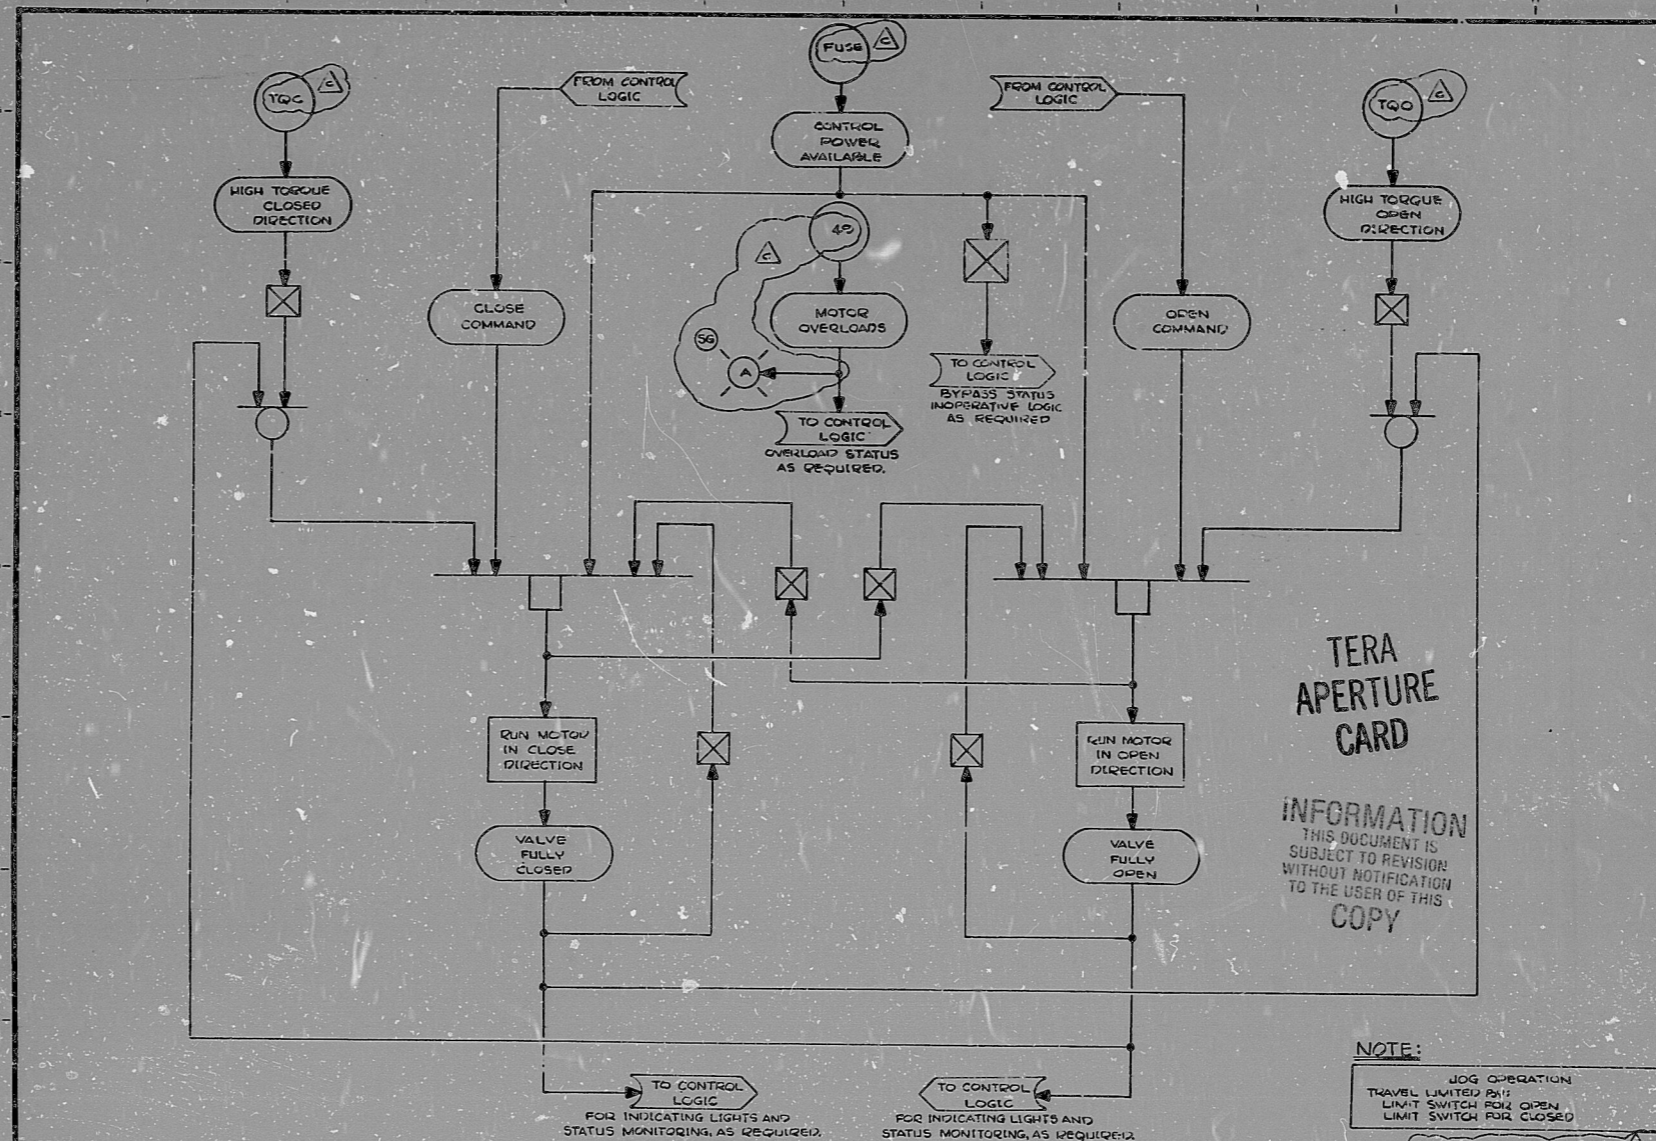 FUSE
C
TQC
C
FROM CONTROL
LOGIC
FROM CONTROL
LOGIC
TQO
C
CONTROL
POWER
AVAILABLE
HIGH TORQUE
CLOSED
DIRECTION
HIGH TORQUE
OPEN
DIRECTION
49
C
CLOSE
COMMAND
MOTOR
OVERLOADS
OPEN
COMMAND
SG
A
TO CONTROL
LOGIC
BYPASS STATUS
INOPERATIVE LOGIC
AS REQUIRED
TO CONTROL
LOGIC
OVERLOAD STATUS
AS REQUIRED.
RUN MOTOR
IN CLOSE
DIRECTION
RUN MOTOR
IN OPEN
DIRECTION
TERA
APERTURE
CARD
INFORMATION
THIS DOCUMENT IS
SUBJECT TO REVISION
WITHOUT NOTIFICATION
TO THE USER OF THIS
COPY
VALVE
FULLY
CLOSED
VALVE
FULLY
OPEN
TO CONTROL
LOGIC
FOR INDICATING LIGHTS AND
STATUS MONITORING, AS REQUIRED.
TO CONTROL
LOGIC
FOR INDICATING LIGHTS AND
STATUS MONITORING, AS REQUIRED
NOTE:
JOG OPERATION
TRAVEL LIMITED BY:
LIMIT SWITCH FOR OPEN
LIMIT SWITCH FOR CLOSED